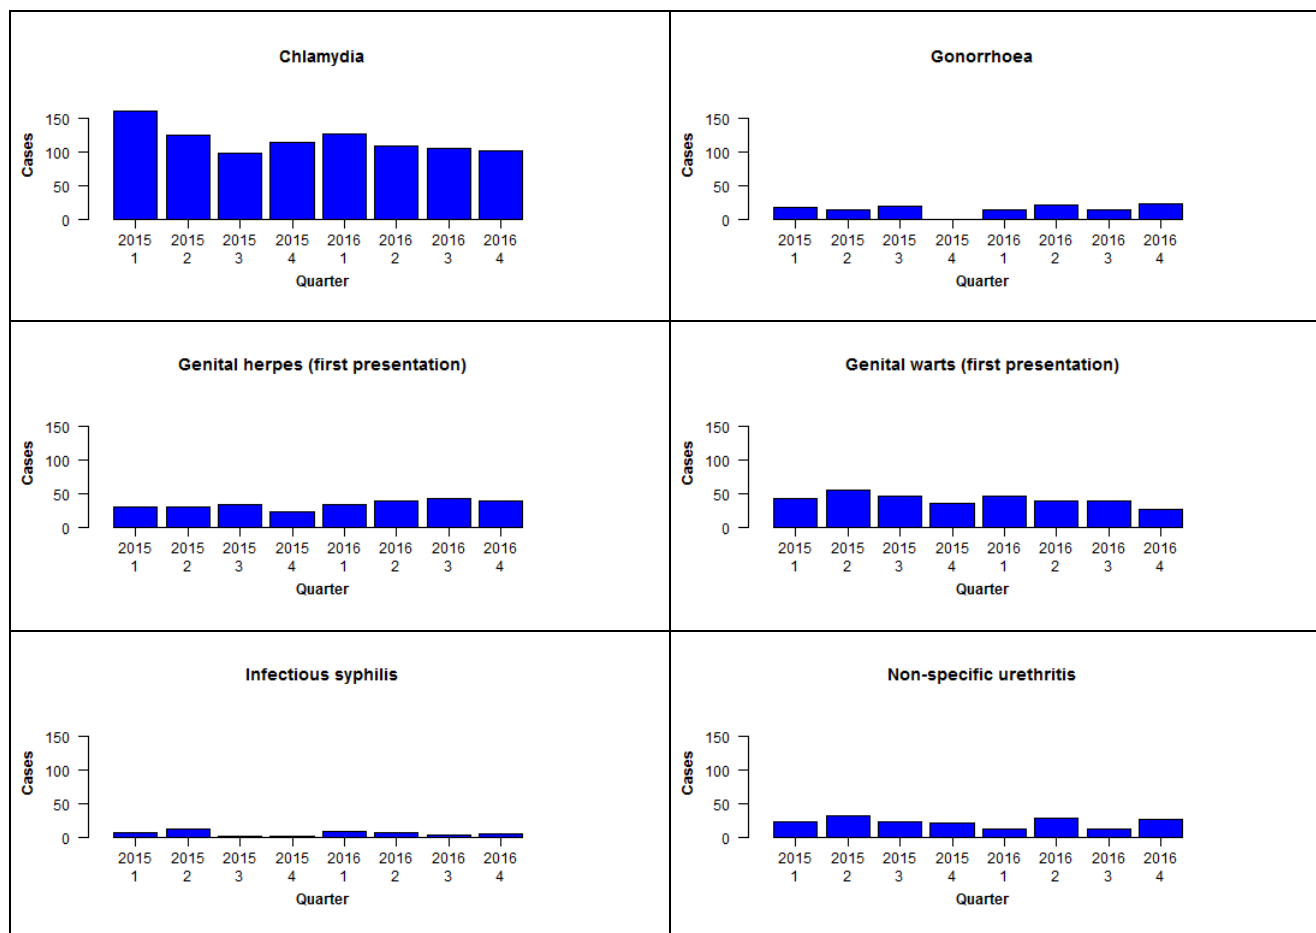 Chlamydia
Cases
150
100
50
0
2015 2015 2015 2015 2016 2016 2016 2016
1 2 3 4 1 2 3 4
Quarter
Gonorrhoea
Cases
150
100
50
0
2015 2015 2015 2015 2016 2016 2016 2016
1 2 3 4 1 2 3 4
Quarter
Genital herpes (first presentation)
Cases
150
100
50
0
2015 2015 2015 2015 2016 2016 2016 2016
1 2 3 4 1 2 3 4
Quarter
Genital warts (first presentation)
Cases
150
100
50
0
2015 2015 2015 2015 2016 2016 2016 2016
1 2 3 4 1 2 3 4
Quarter
Infectious syphilis
Cases
150
100
50
0
2015 2015 2015 2015 2016 2016 2016 2016
1 2 3 4 1 2 3 4
Quarter
Non-specific urethritis
Cases
150
100
50
0
2015 2015 2015 2015 2016 2016 2016 2016
1 2 3 4 1 2 3 4
Quarter